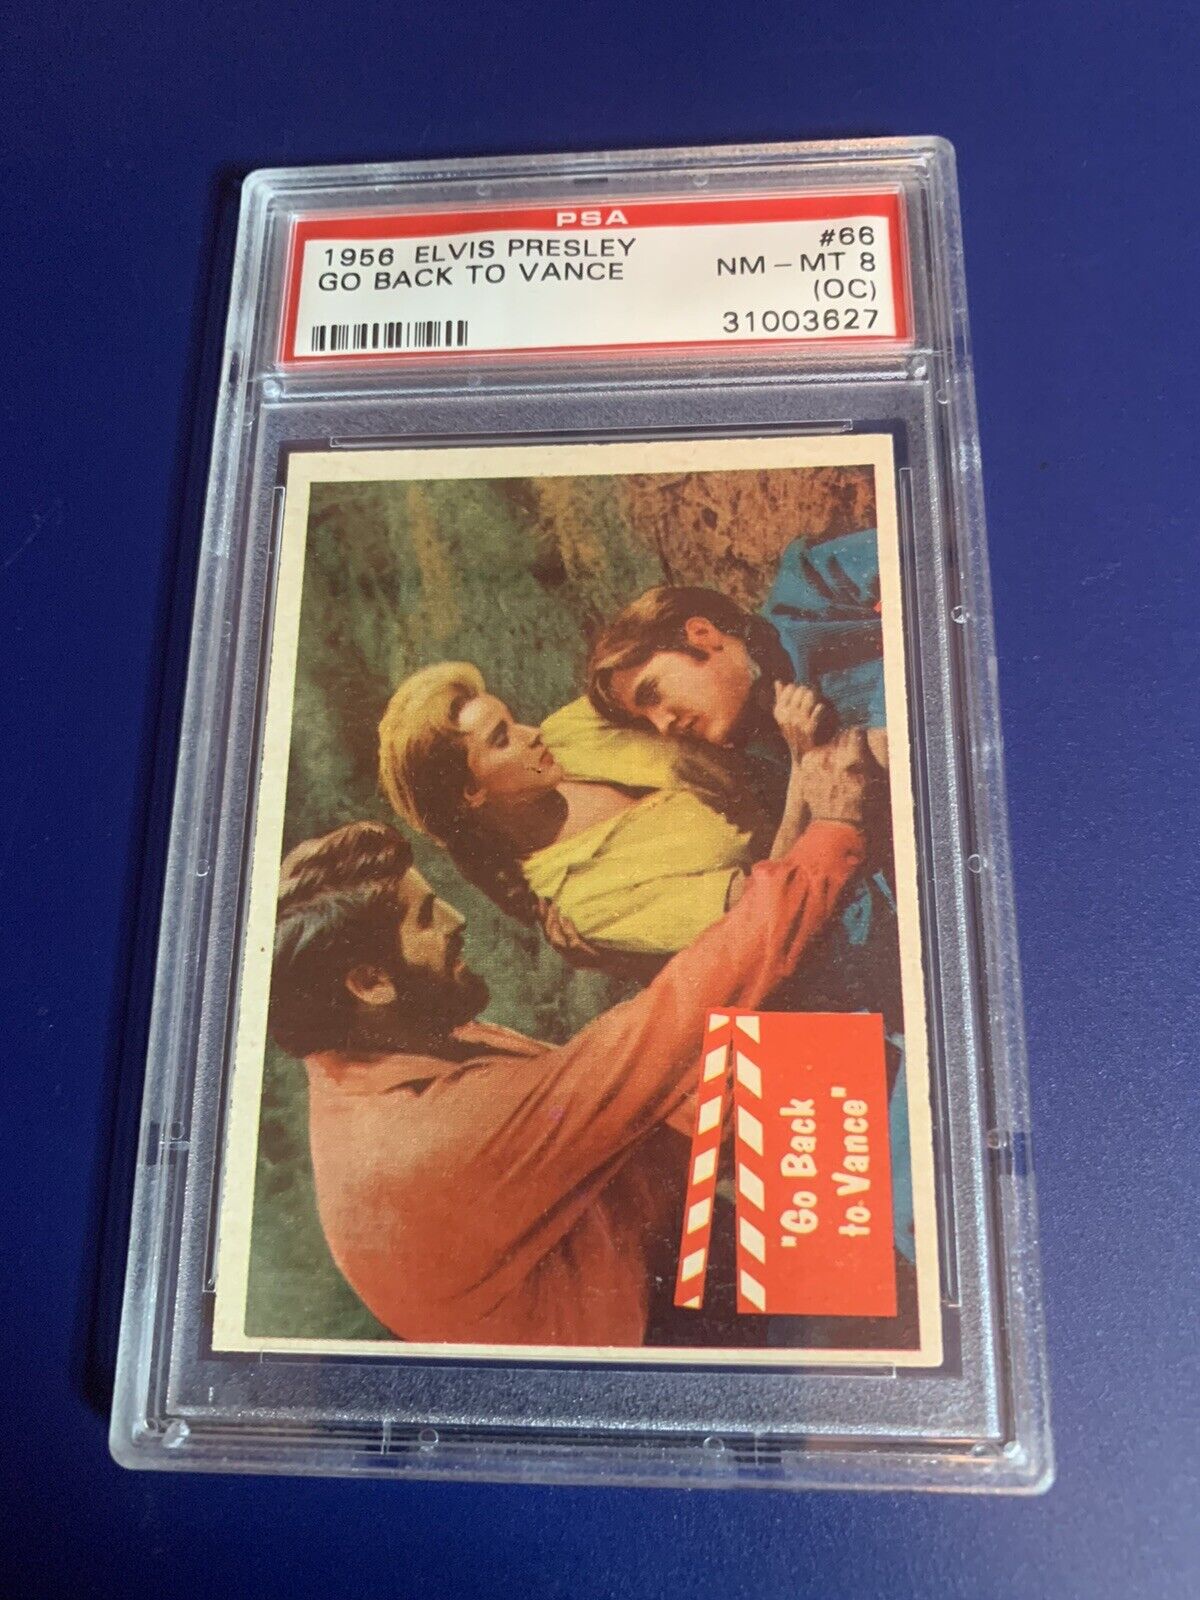 PSA
1956 ELVIS PRESLEY #66
GO BACK TO VANCE NM-MT 8
(OC)
31003627
"Go Back
to Vance"